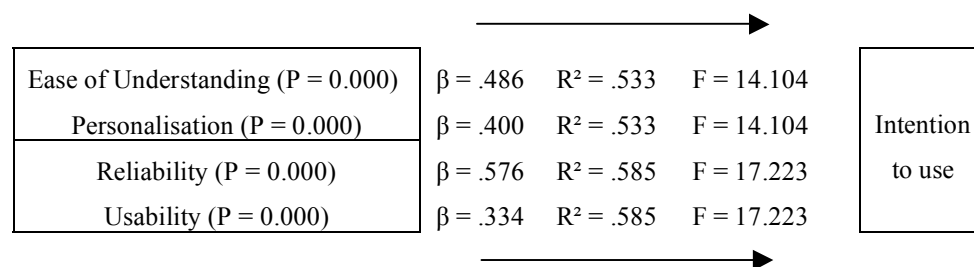 Ease of Understanding (P = 0.000) β = .486 R² = .533 F = 14.104
Personalisation (P = 0.000) β = .400 R² = .533 F = 14.104 Intention
Reliability (P = 0.000) β = .576 R² = .585 F = 17.223 to use
Usability (P = 0.000) β = .334 R² = .585 F = 17.223